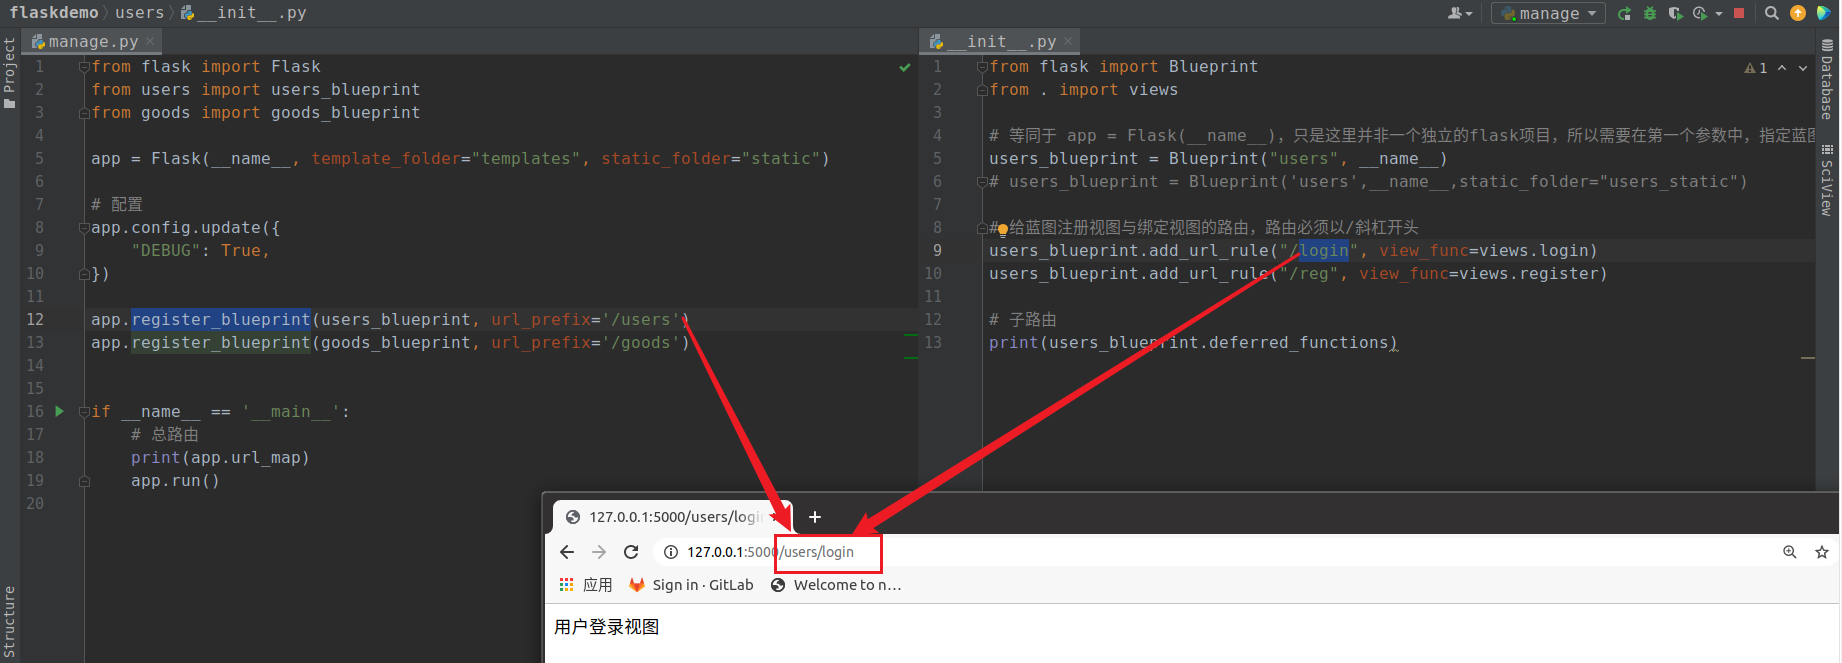 flaskdemo users __init__.py
manage
Project
manage.py
1 from flask import Flask
2 from users import users_blueprint
3 from goods import goods_blueprint
4
5 app = Flask(__name__, template_folder="templates", static_folder="static")
6
7 # 配置
8 app.config.update({
9 "DEBUG": True,
10 })
11
12 app.register_blueprint(users_blueprint, url_prefix='/users')
13 app.register_blueprint(goods_blueprint, url_prefix='/goods')
14
15
16 if __name__ == '__main__':
17 # 总路由
18 print(app.url_map)
19 app.run()
20
Structure
__init__.py
1
1 from flask import Blueprint
2 from . import views
3
4 # 等同于 app = Flask(__name__)，只是这里并非一个独立的flask项目，所以需要在第一个参数中，指定蓝图
5 users_blueprint = Blueprint("users", __name__)
6 # users_blueprint = Blueprint('users',__name__,static_folder="users_static")
7
8 # 给蓝图注册视图与绑定视图的路由，路由必须以/斜杠开头
9 users_blueprint.add_url_rule("/login", view_func=views.login)
10 users_blueprint.add_url_rule("/reg", view_func=views.register)
11
12 # 子路由
13 print(users_blueprint.deferred_functions)
Database
SciView
127.0.0.1:5000/users/login
127.0.0.1:5000/users/login
应用 Sign in · GitLab Welcome to n…
用户登录视图